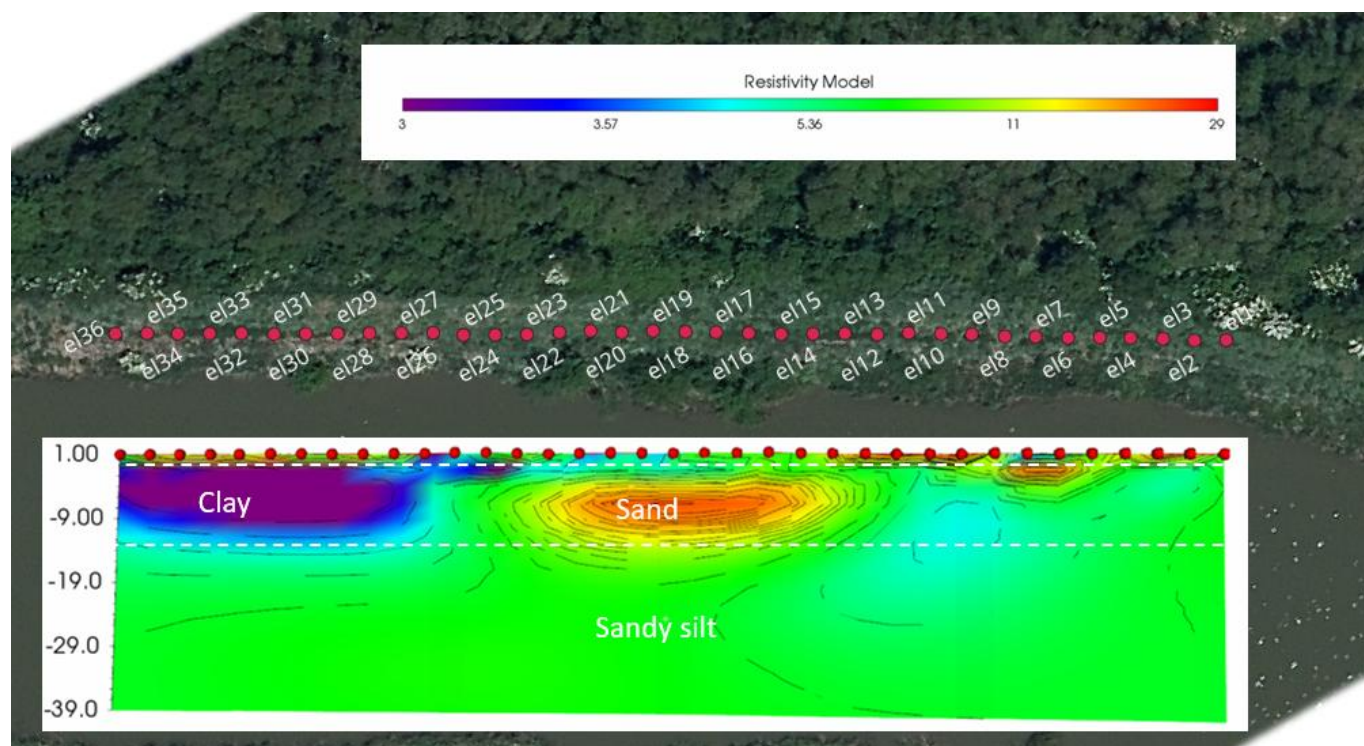 Resistivity Model
3 3.57 5.36 11 29
el35 el33 el31 el29 el27 el25 el23 el21 el19 el17 el15 el13 el11 el9 el7 el5 el3 el1
el36
el34 el32 el30 el28 el26 el24 el22 el20 el18 el16 el14 el12 el10 el8 el6 el4 el2
1.00
Clay Sand
-9.00
-19.0
Sandy silt
-29.0
-39.0